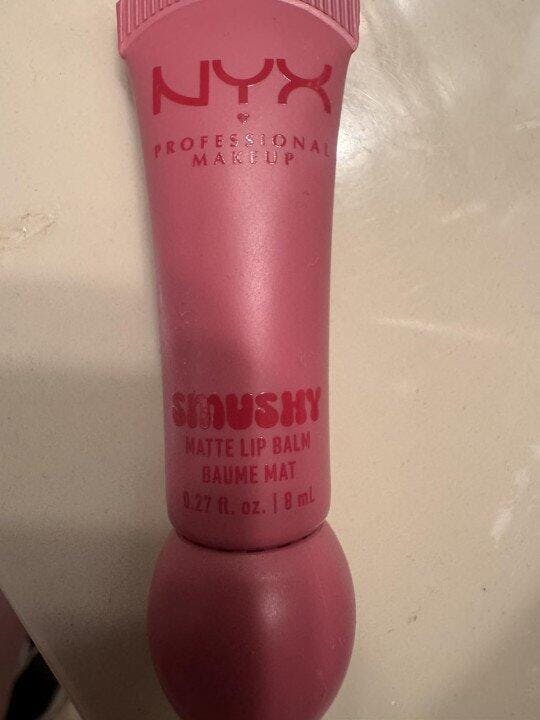 NYX
PROFESSIONAL
MAKEUP
SMUSHY
MATTE LIP BALM
BAUME MAT
0.27 fl. oz. | 8 mL